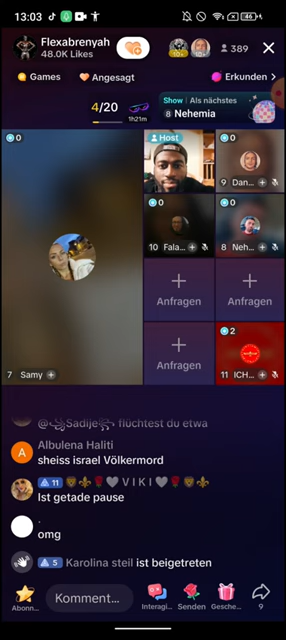 13:03
46
Flexabrenyah
48.0K Likes
389
Games
Angesagt
Erkunden
4/20
1h21m
Show | Als nächstes
8 Nehemia
0
Host
0
9 Dan...
0
10 Fala...
0
8 Neh...
Anfragen
Anfragen
Anfragen
2
7 Samy
11 ICH...
flüchtest du etwa
A
Albulena Haliti
sheiss israel Völkermord
11
V I K I
Ist getade pause
.
omg
5 Karolina steil ist beigetreten
Abonn...
Komment...
Interagi...
Senden
Gesche...
9